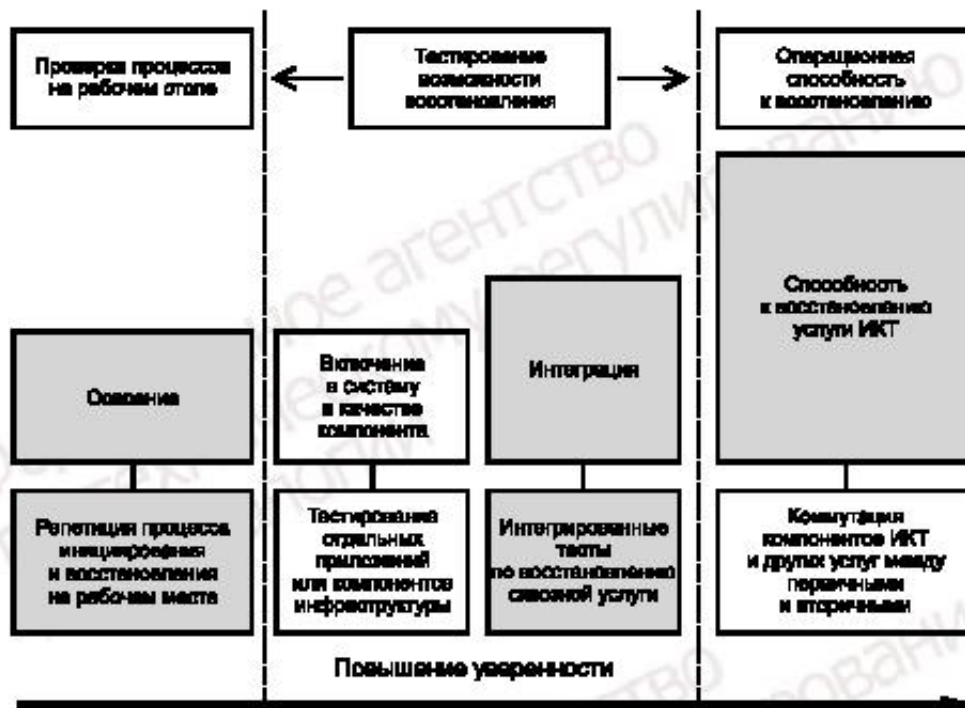 Проверка процессов
на рабочем столе
Тестирование
возможности
восстановления
Операционная
способность
к восстановлению
Способность
к восстановлению
услуги ИКТ
Интеграция
Включение
в систему
в качестве
компонента
Освоение
Репетиция процесса
инициирования
и восстановления
на рабочем месте
Тестирование
отдельных
приложений
или компонентов
инфраструктуры
Интегрированные
тесты
по восстановлению
сквозной услуги
Коммутация
компонентов ИКТ
и других услуг между
первичными
и вторичными
Повышение уверенности